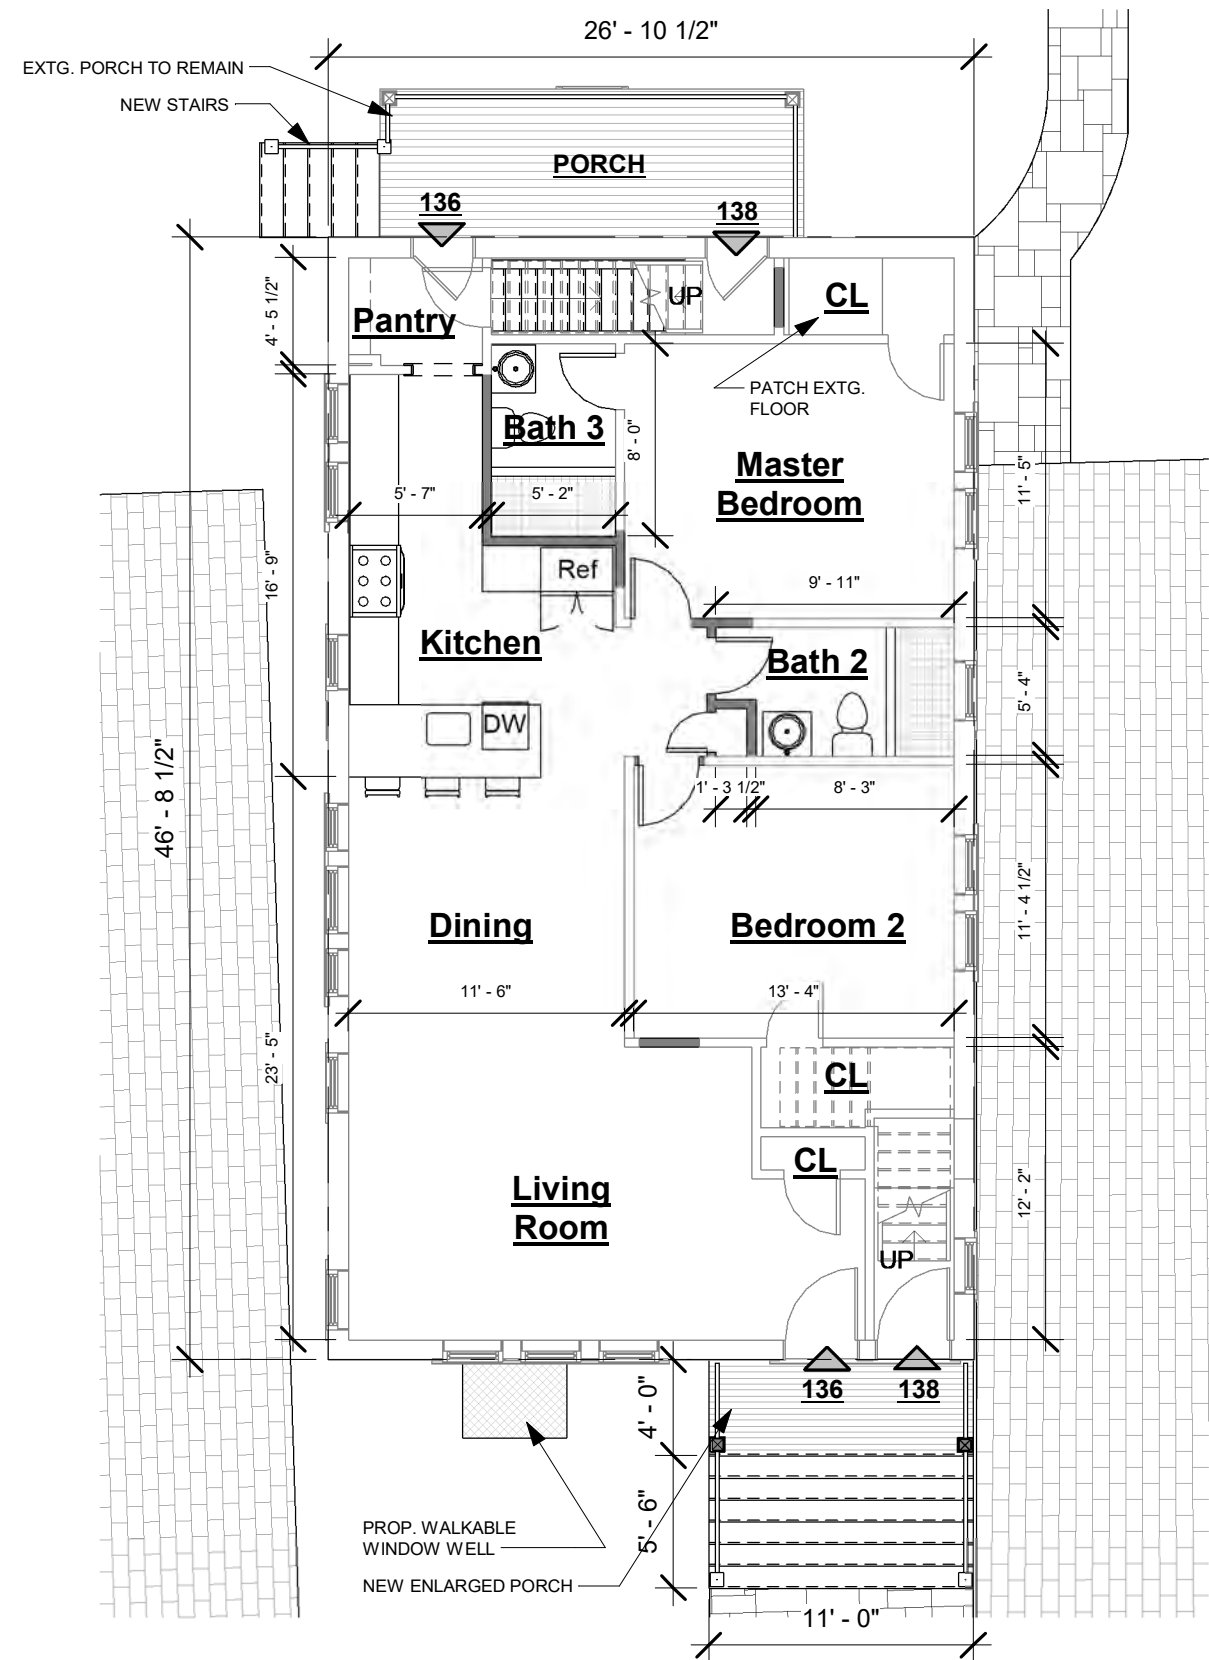 26' - 10 1/2"
EXTG. PORCH TO REMAIN
NEW STAIRS
PORCH
136
138
4' - 5 1/2"
Pantry
UP
CL
PATCH EXTG.
FLOOR
Bath 3
8' - 0"
Master
Bedroom
11' - 5"
5' - 7"
5' - 2"
16' - 9"
Ref
9' - 11"
Kitchen
Bath 2
5' - 4"
DW
46' - 8 1/2"
1' - 3 1/2"
8' - 3"
Dining
Bedroom 2
11' - 4 1/2"
11' - 6"
13' - 4"
23' - 5"
CL
CL
Living
Room
12' - 2"
UP
136
138
4' - 0"
5' - 6"
PROP. WALKABLE
WINDOW WELL
NEW ENLARGED PORCH
11' - 0"